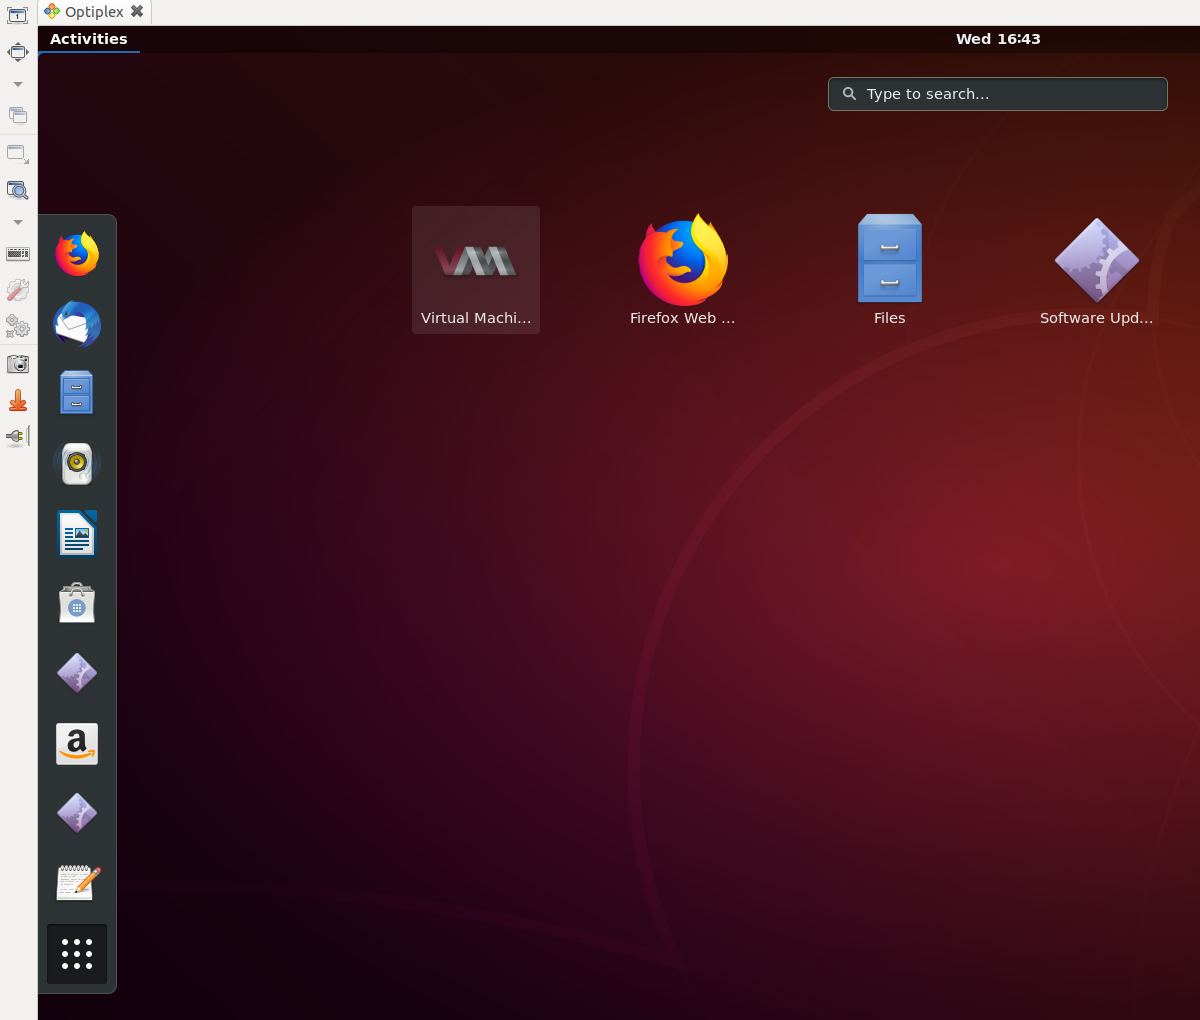 Optiplex
Activities
Wed 16:43
Type to search...
VM
Virtual Machi...
Firefox Web ...
Files
Software Upd...
a